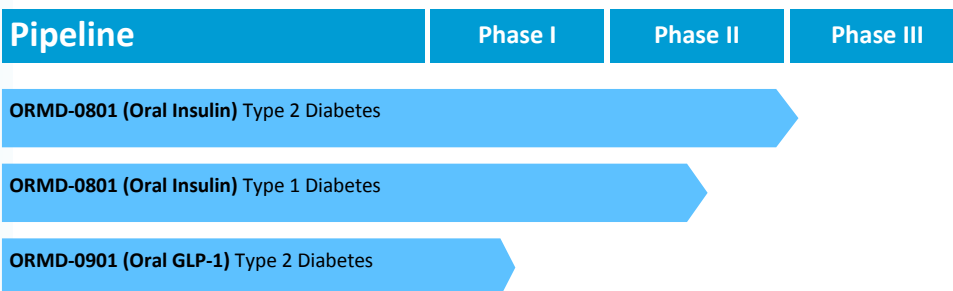 Pipeline Phase I Phase II Phase III
ORMD-0801 (Oral Insulin) Type 2 Diabetes
ORMD-0801 (Oral Insulin) Type 1 Diabetes
ORMD-0901 (Oral GLP-1) Type 2 Diabetes